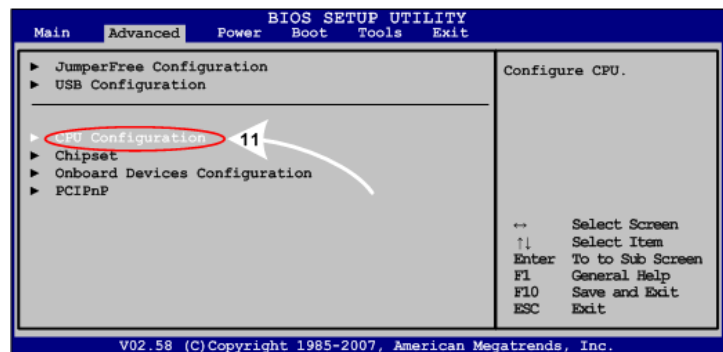 BIOS SETUP UTILITY
Main Advanced Power Boot Tools Exit
► JumperFree Configuration
► USB Configuration
► CPU Configuration
11
► Chipset
► Onboard Devices Configuration
► PCIPnP
Configure CPU.
↔ Select Screen
↑↓ Select Item
Enter To to Sub Screen
F1 General Help
F10 Save and Exit
ESC Exit
V02.58 (C)Copyright 1985-2007, American Megatrends, Inc.